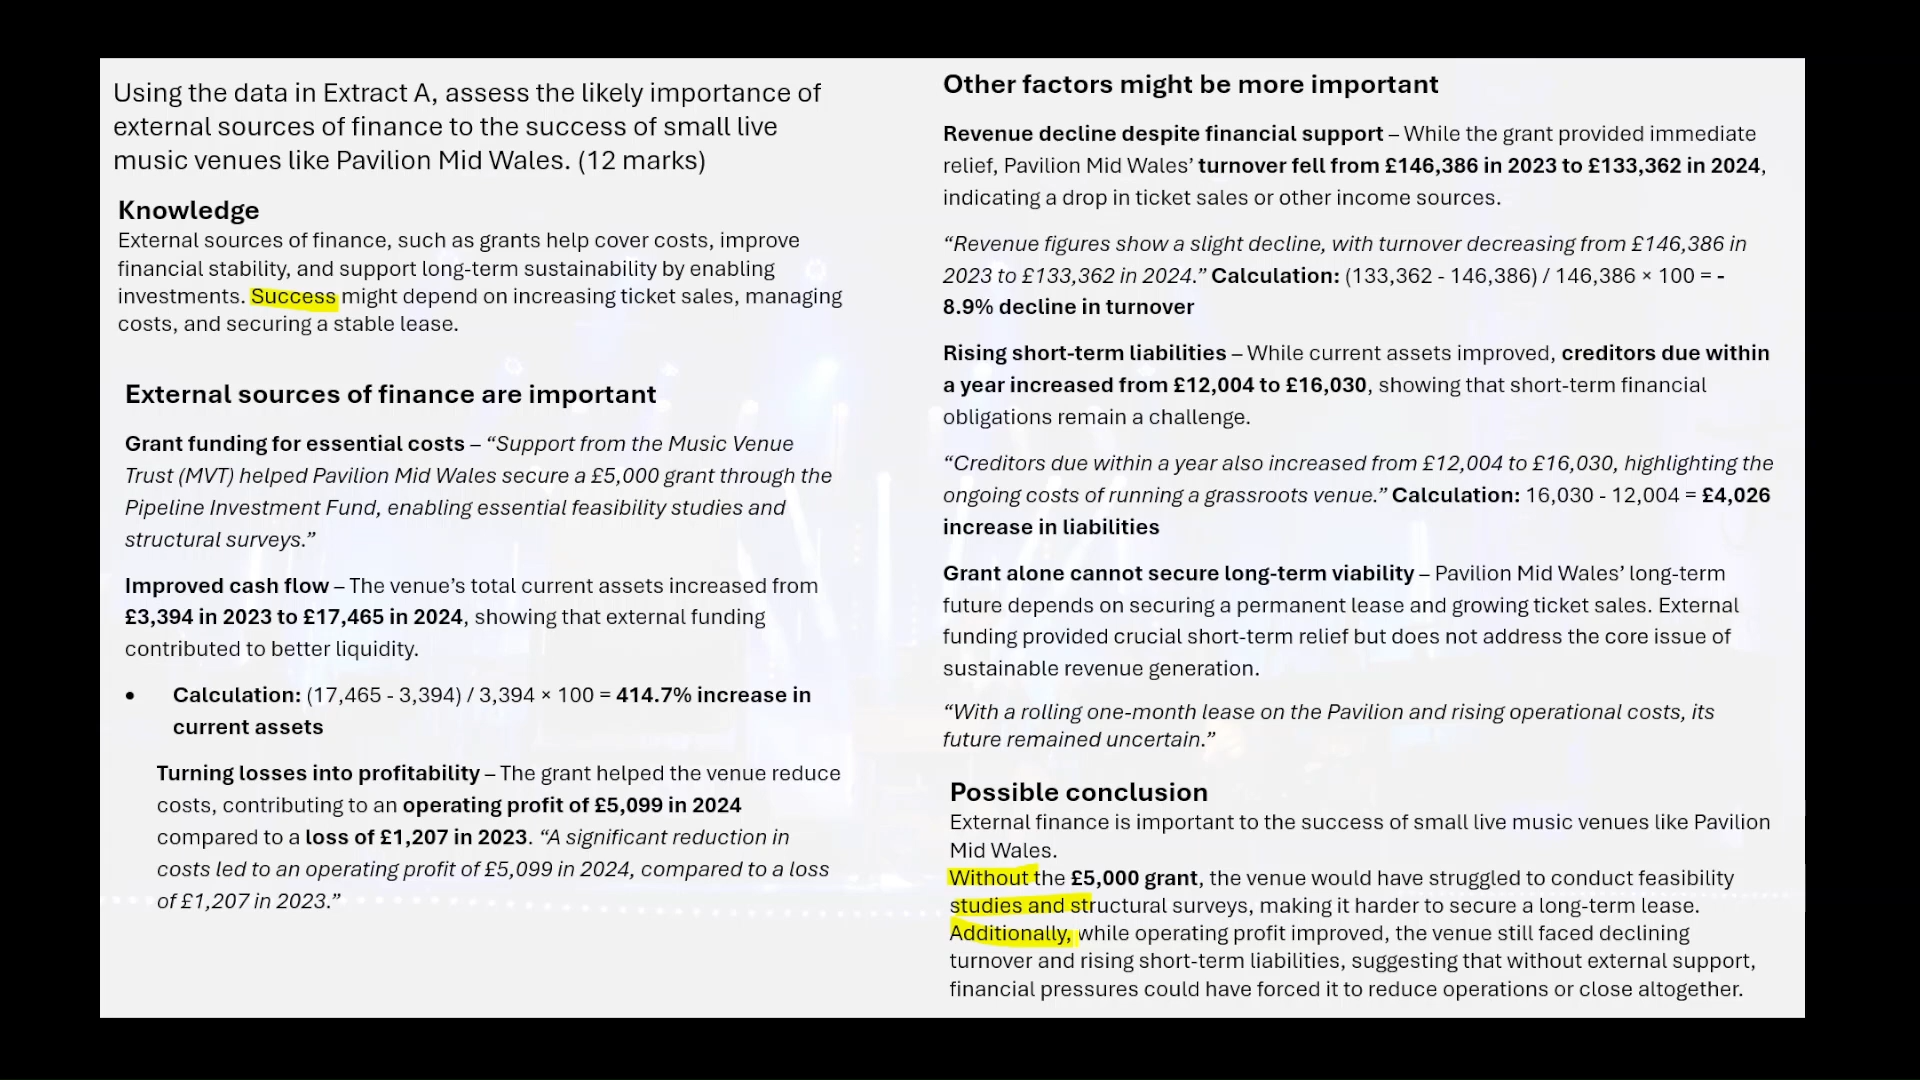 Using the data in Extract A, assess the likely importance of
external sources of finance to the success of small live
music venues like Pavilion Mid Wales. (12 marks)
Knowledge
External sources of finance, such as grants help cover costs, improve
financial stability, and support long-term sustainability by enabling
investments. Success might depend on increasing ticket sales, managing
costs, and securing a stable lease.
External sources of finance are important
Grant funding for essential costs – “Support from the Music Venue
Trust (MVT) helped Pavilion Mid Wales secure a £5,000 grant through the
Pipeline Investment Fund, enabling essential feasibility studies and
structural surveys.”
Improved cash flow – The venue’s total current assets increased from
£3,394 in 2023 to £17,465 in 2024, showing that external funding
contributed to better liquidity.
• Calculation: (17,465 - 3,394) / 3,394 × 100 = 414.7% increase in
current assets
Turning losses into profitability – The grant helped the venue reduce
costs, contributing to an operating profit of £5,099 in 2024
compared to a loss of £1,207 in 2023. “A significant reduction in
costs led to an operating profit of £5,099 in 2024, compared to a loss
of £1,207 in 2023.”
Other factors might be more important
Revenue decline despite financial support – While the grant provided immediate
relief, Pavilion Mid Wales’ turnover fell from £146,386 in 2023 to £133,362 in 2024,
indicating a drop in ticket sales or other income sources.
“Revenue figures show a slight decline, with turnover decreasing from £146,386 in
2023 to £133,362 in 2024.” Calculation: (133,362 - 146,386) / 146,386 × 100 = -
8.9% decline in turnover
Rising short-term liabilities – While current assets improved, creditors due within
a year increased from £12,004 to £16,030, showing that short-term financial
obligations remain a challenge.
“Creditors due within a year also increased from £12,004 to £16,030, highlighting the
ongoing costs of running a grassroots venue.” Calculation: 16,030 - 12,004 = £4,026
increase in liabilities
Grant alone cannot secure long-term viability – Pavilion Mid Wales’ long-term
future depends on securing a permanent lease and growing ticket sales. External
funding provided crucial short-term relief but does not address the core issue of
sustainable revenue generation.
“With a rolling one-month lease on the Pavilion and rising operational costs, its
future remained uncertain.”
Possible conclusion
External finance is important to the success of small live music venues like Pavilion
Mid Wales.
Without the £5,000 grant, the venue would have struggled to conduct feasibility
studies and structural surveys, making it harder to secure a long-term lease.
Additionally, while operating profit improved, the venue still faced declining
turnover and rising short-term liabilities, suggesting that without external support,
financial pressures could have forced it to reduce operations or close altogether.